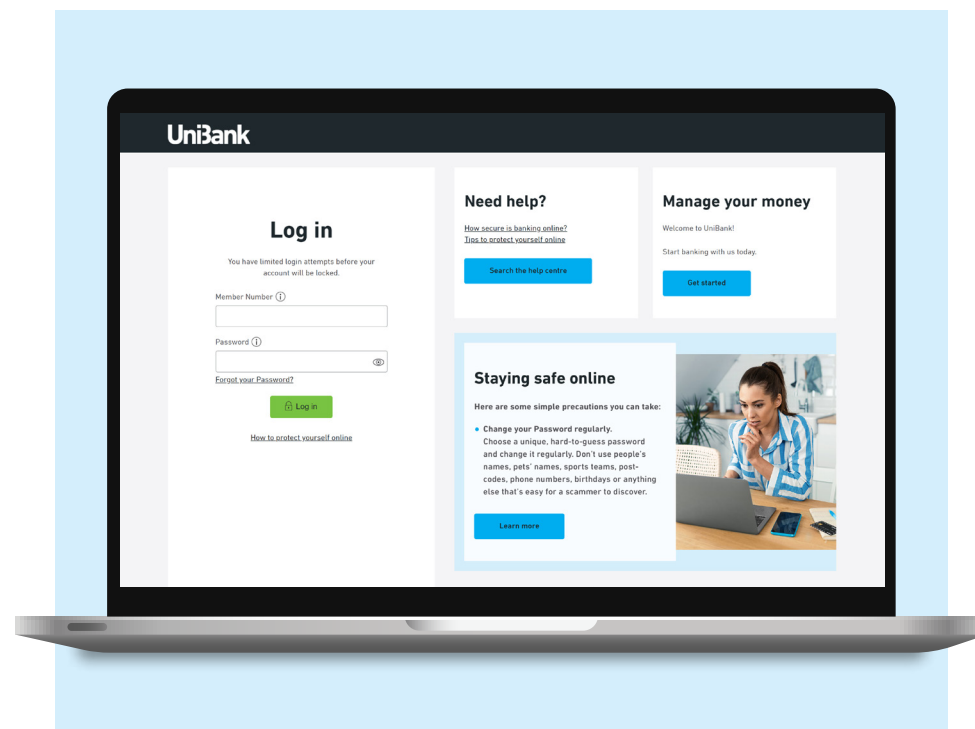 UniBank
Log in
You have limited login attempts before your
account will be locked.
Member Number
Password
Forgot your Password?
Log in
How to protect yourself online
Need help?
How secure is banking online?
Tips to protect yourself online
Search the help centre
Manage your money
Welcome to UniBank!
Start banking with us today.
Get started
Staying safe online
Here are some simple precautions you can take:
• Change your Password regularly.
Choose a unique, hard-to-guess password
and change it regularly. Don't use people's
names, pets' names, sports teams, post-
codes, phone numbers, birthdays or anything
else that's easy for a scammer to discover.
Learn more